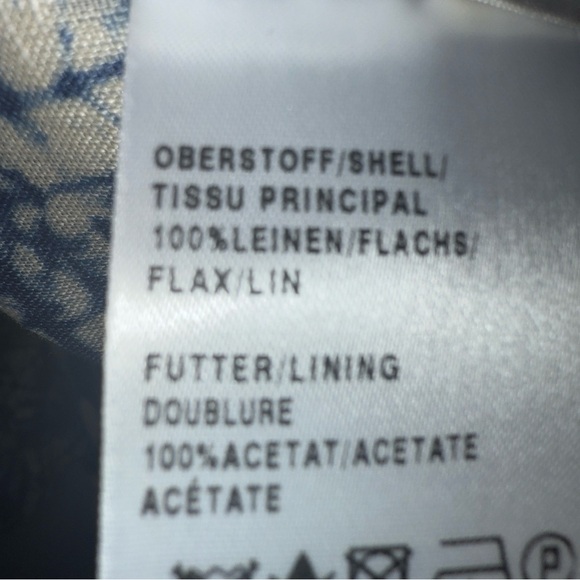 OBERSTOFF/SHELL/
TISSU PRINCIPAL
100%LEINEN/FLACHS/
FLAX/LIN
FUTTER/LINING
DOUBLURE
100%ACETAT/ACETATE
ACÉTATE
P